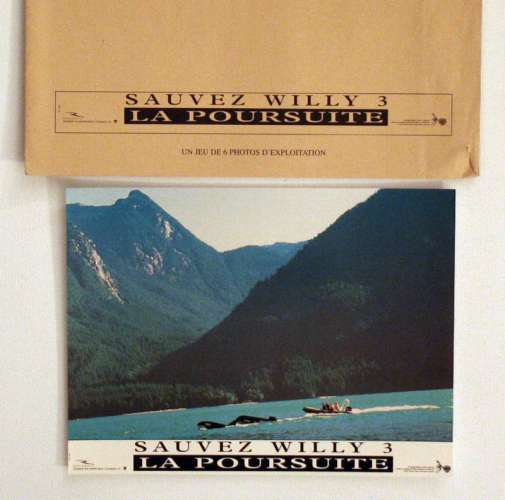 SAUVEZ WILLY 3
LA POURSUITE
UN JEU DE 6 PHOTOS D'EXPLOITATION
SAUVEZ WILLY 3
LA POURSUITE